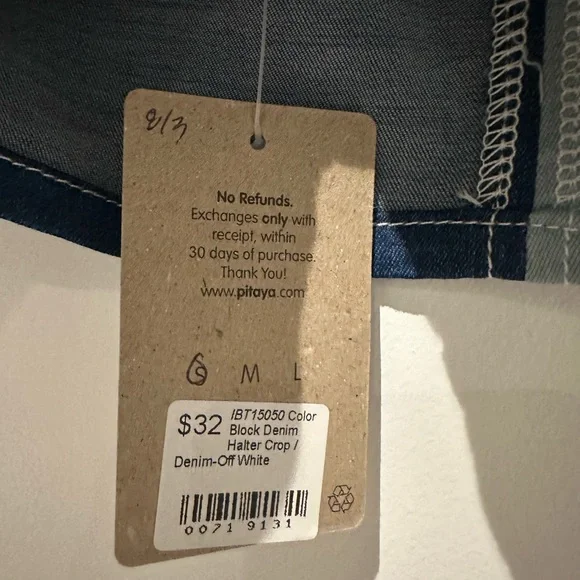 8/3
No Refunds.
Exchanges only with
receipt, within
30 days of purchase.
Thank You!
www.pitaya.com
S M L
$32 IBT15050 Color
Block Denim
Halter Crop /
Denim-Off White
0071 9131